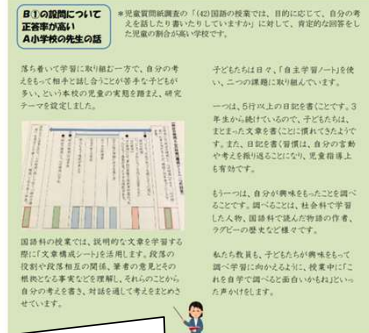 B①の設問について
正答率が高い
A小学校の先生の話
＊児童質問紙調査の「(42)国語の授業では、目的に応じて、自分の考
えを話したり書いたりしていますか」に対して、肯定的な回答をし
た児童の割合が高い学校です。
落ち着いて学習に取り組む一方で、自分の考
えをもって相手と話し合うことが苦手な子どもが
多い、という本校の児童の実態を踏まえ、研究
テーマを設定しました。
国語科の授業では、説明的な文章を学習する
際に「文章構成シート」を活用します。段落の
役割や段落相互の関係、筆者の意見とその
根拠となる事実などを理解し、それらのことから
自分の考えを書き、対話を通して考えをまとめさ
せています。
子どもたちは日々、「自主学習ノート」を使
い、二つの課題に取り組んでいます。
一つは、5行以上の日記を書くことです。3
年生から続けているので、子どもたちは、
まとまった文章を書くことに慣れてきたようで
す。また、日記を書く習慣は、自分の言動
や考えを振り返ることになり、児童指導上
も有効です。
もう一つは、自分が興味をもったことを調べ
ることです。調べることは、社会科で学習
した人物、国語科で読んだ物語の作者、
ラグビーの歴史など様々です。
私たち教員も、子どもたちが興味をもって
調べ学習に向かえるように、授業中に「こ
れを自学で調べると面白いかもね」といっ
た声かけをします。